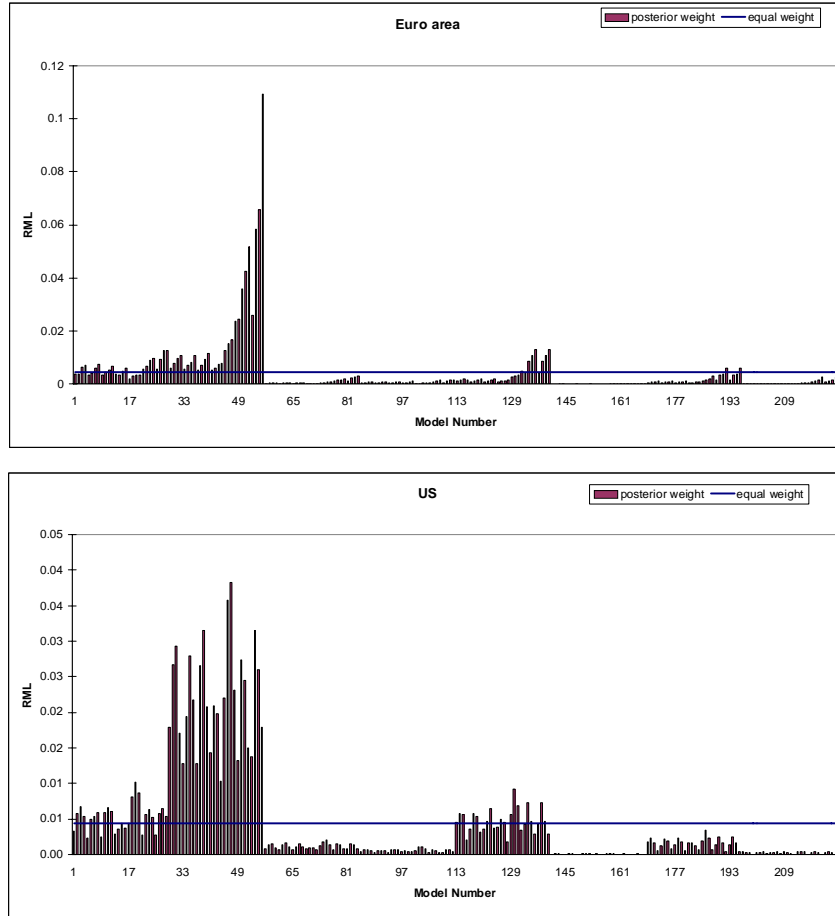 Euro area
posterior weight equal weight
0.12
0.1
0.08
0.06
0.04
0.02
0
RML
1 17 33 49 65 81 97 113 129 145 161 177 193 209
Model Number
US
posterior weight equal weight
0.05
0.04
0.04
0.03
0.03
0.02
0.02
0.01
0.01
0.00
RML
1 17 33 49 65 81 97 113 129 145 161 177 193 209
Model Number